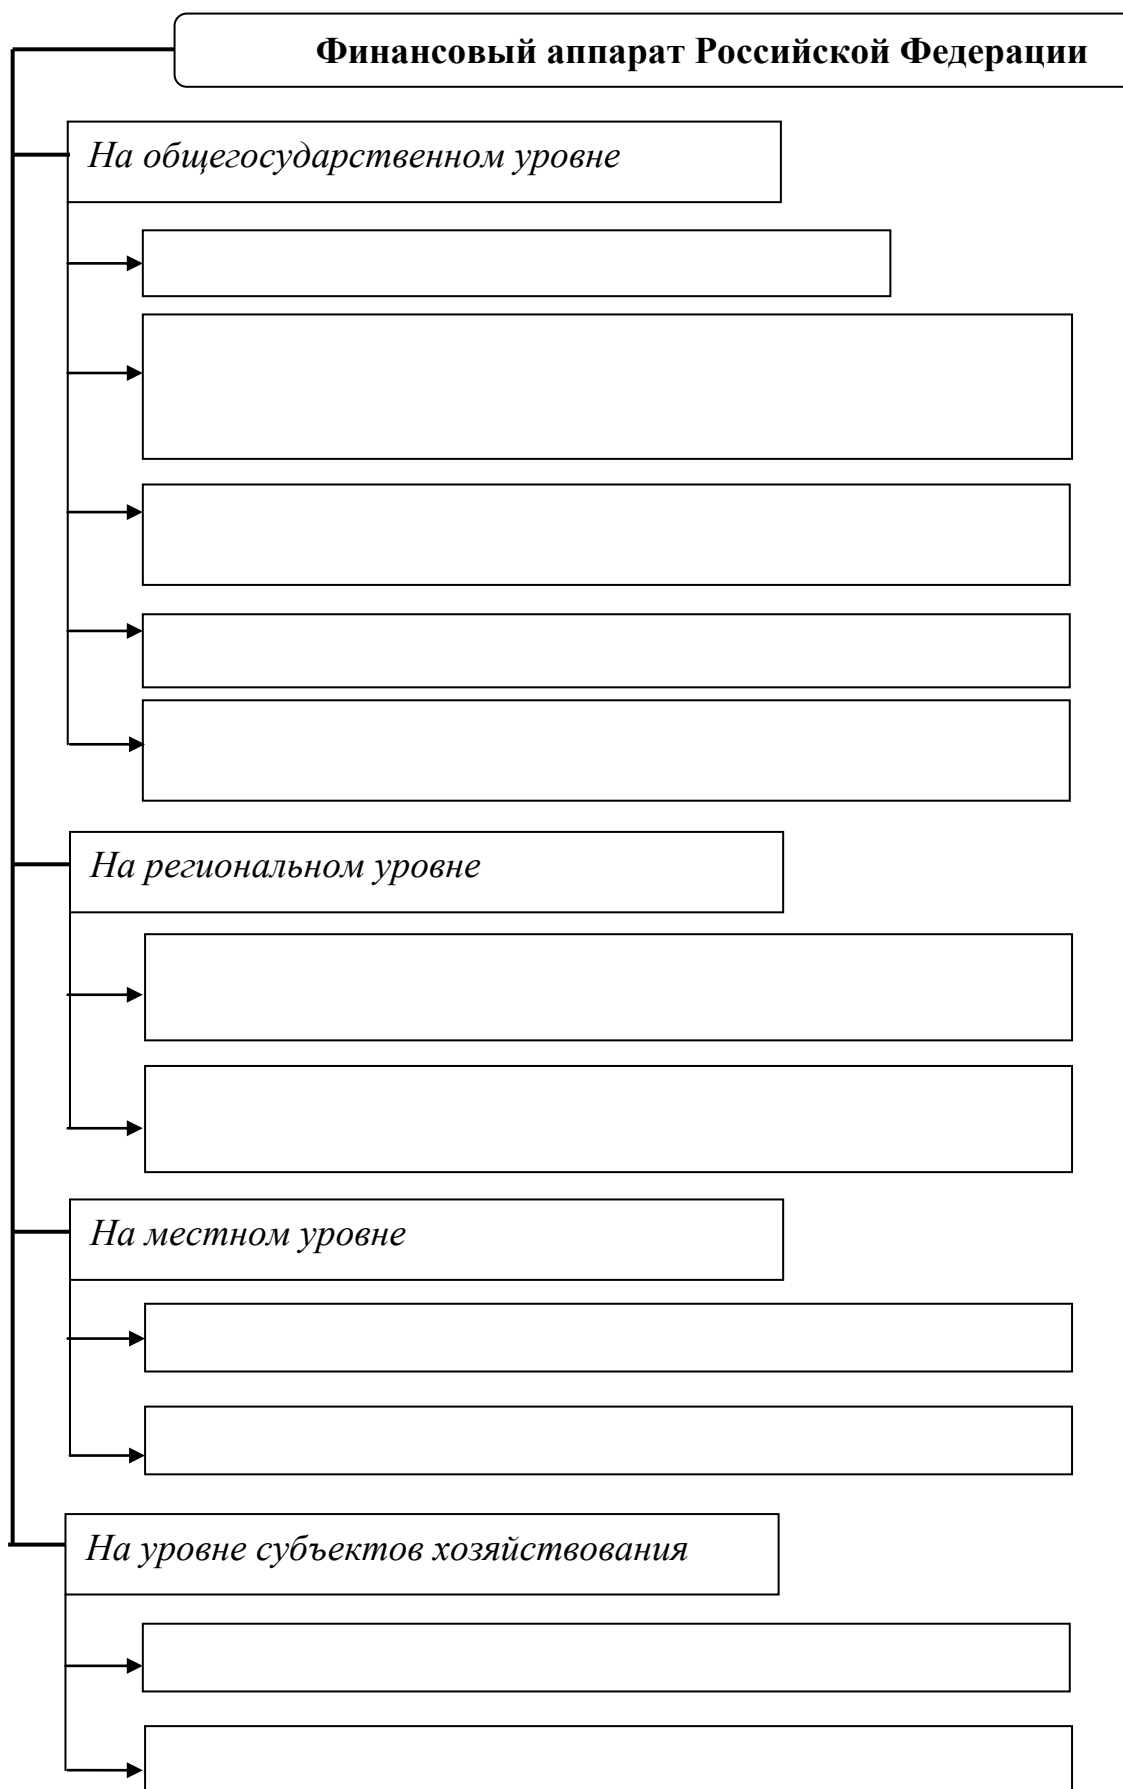 Финансовый аппарат Российской Федерации
На общегосударственном уровне
На региональном уровне
На местном уровне
На уровне субъектов хозяйствования